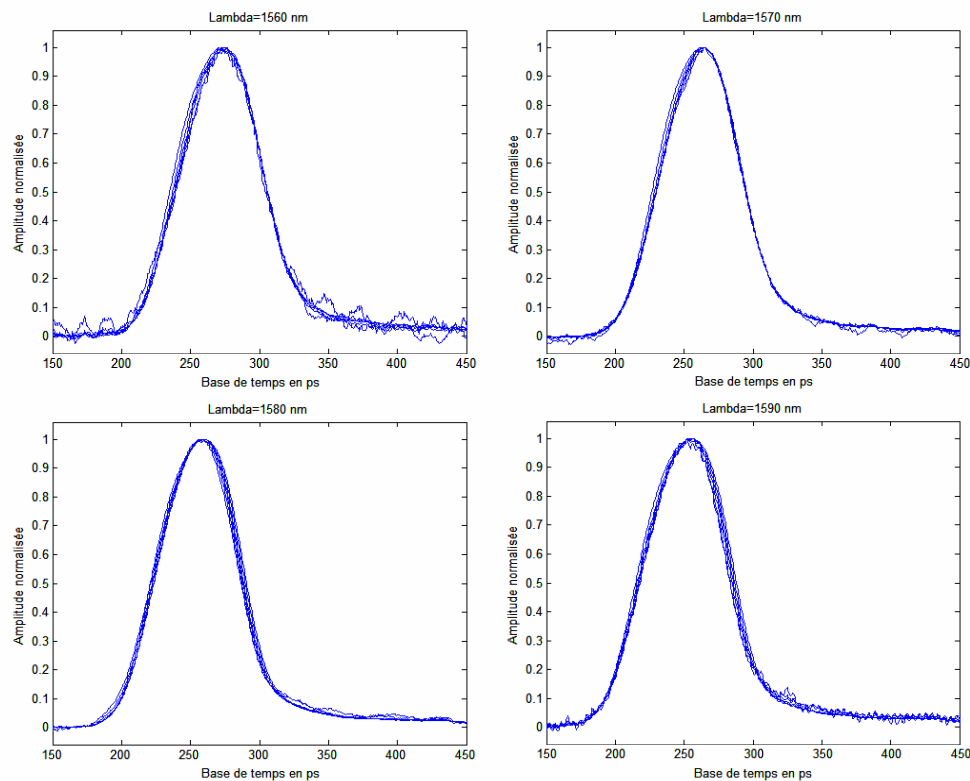 Lambda=1560 nm
Amplitude normalisée
1
0.9
0.8
0.7
0.6
0.5
0.4
0.3
0.2
0.1
0
150 200 250 300 350 400 450
Base de temps en ps
Lambda=1570 nm
Amplitude normalisée
1
0.9
0.8
0.7
0.6
0.5
0.4
0.3
0.2
0.1
0
150 200 250 300 350 400 450
Base de temps en ps
Lambda=1580 nm
Amplitude normalisée
1
0.9
0.8
0.7
0.6
0.5
0.4
0.3
0.2
0.1
0
150 200 250 300 350 400 450
Base de temps en ps
Lambda=1590 nm
Amplitude normalisée
1
0.9
0.8
0.7
0.6
0.5
0.4
0.3
0.2
0.1
0
150 200 250 300 350 400 450
Base de temps en ps